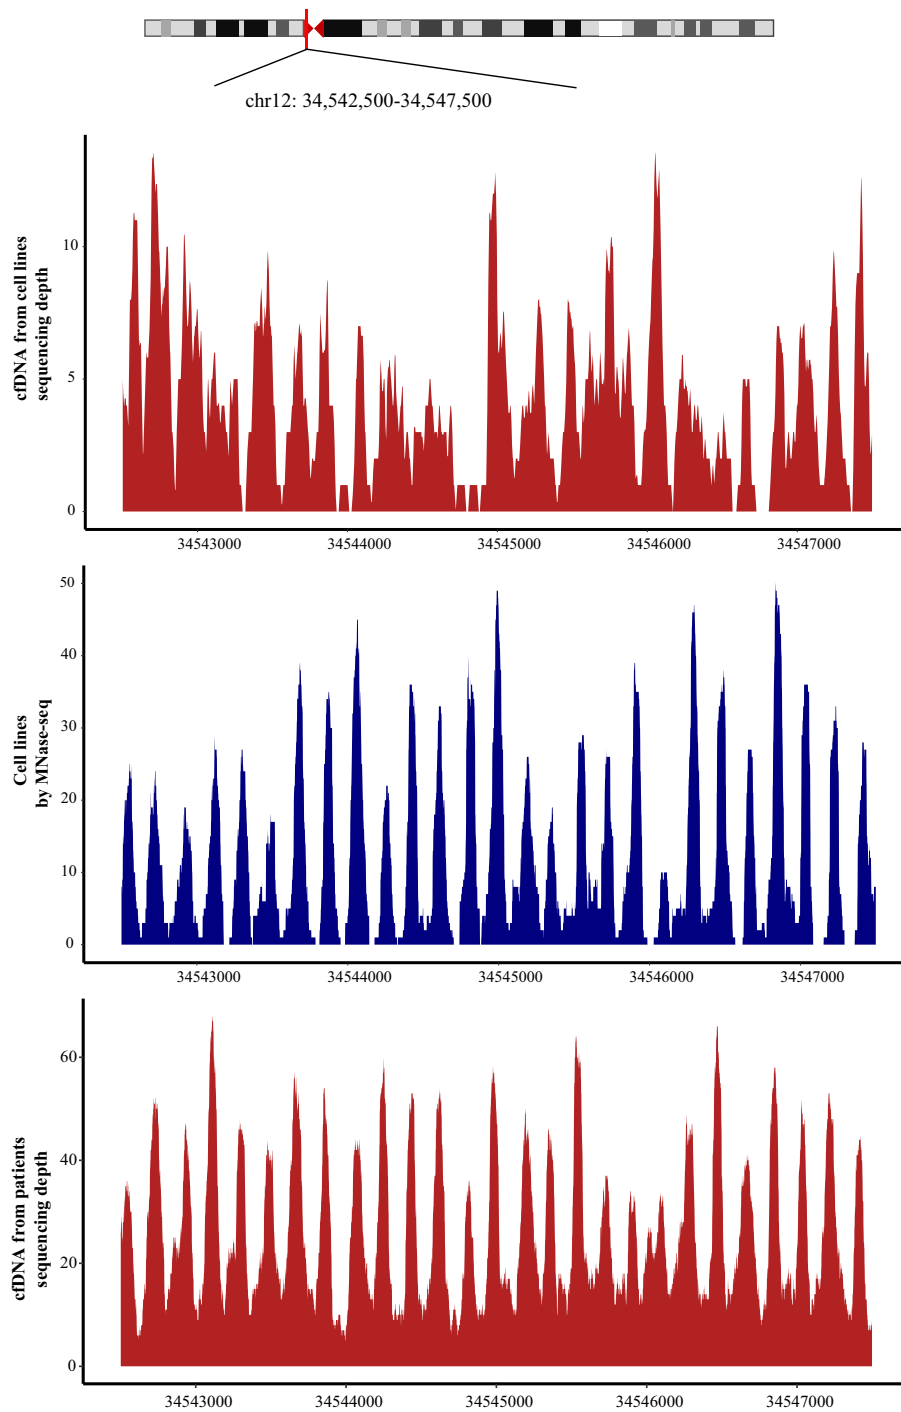 chr12: 34,542,500-34,547,500
cfDNA from cell lines
sequencing depth
10
5
0
34543000 34544000 34545000 34546000 34547000
Cell lines
by MNase-seq
50
40
30
20
10
0
34543000 34544000 34545000 34546000 34547000
cfDNA from patients
sequencing depth
60
40
20
0
34543000 34544000 34545000 34546000 34547000